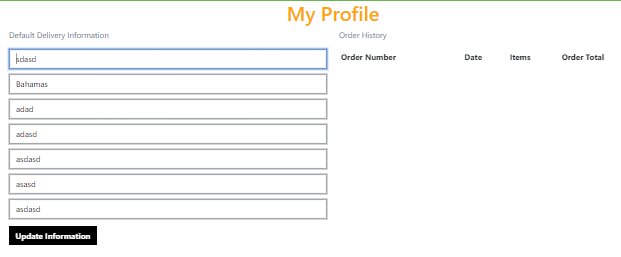 My Profile
Default Delivery Information
Order History
sdasd
Order Number Date Items Order Total
Bahamas
adad
adasd
asdasd
asasd
asdasd
Update Information